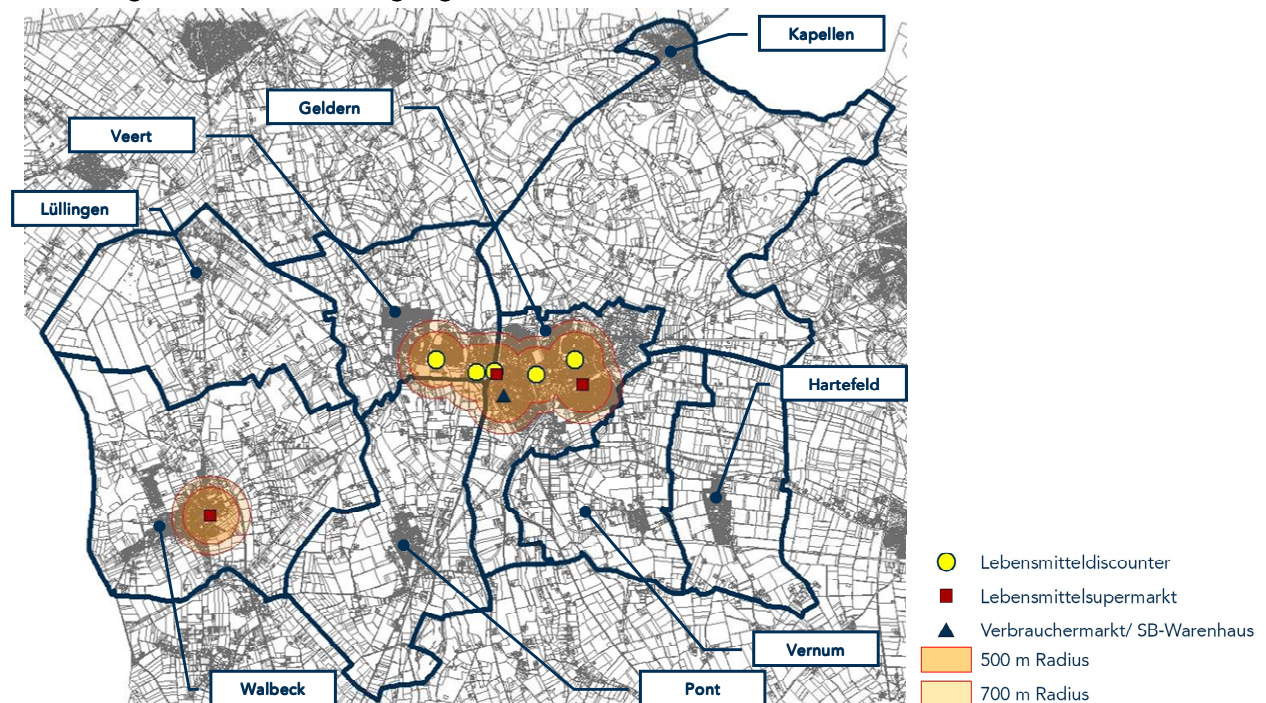 Kapellen
Geldern
Veert
Lüllingen
Hartefeld
Lebensmitteldiscounter
Lebensmittelsupermarkt
Verbrauchermarkt/ SB-Warenhaus
Vernum
500 m Radius
Walbeck
Pont
700 m Radius